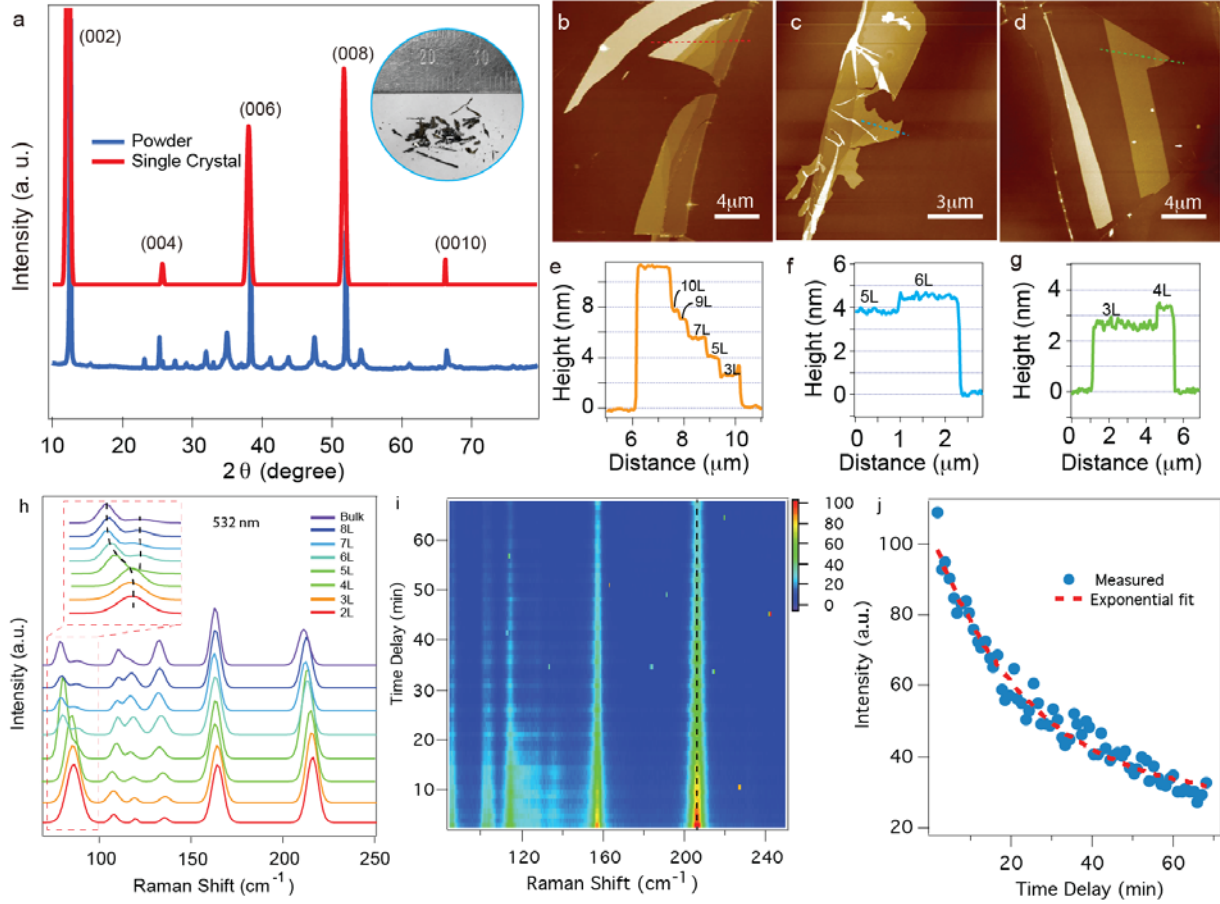 a
(002)
(004)
(006)
(008)
(0010)
20 30
Powder
Single Crystal
Intensity (a. u.)
10 20 30 40 50 60 70
2 θ (degree)
b
4μm
c
3μm
d
4μm
e
10L
9L
7L
5L
3L
8
4
0
Height (nm)
6 8 10
Distance (μm)
f
5L
6L
6
4
2
0
Height (nm)
0 1 2
Distance (μm)
g
3L
4L
4
2
0
Height (nm)
0 2 4 6
Distance (μm)
h
532 nm
Bulk
8L
7L
6L
5L
4L
3L
2L
Intensity (a.u.)
100 150 200 250
Raman Shift (cm⁻¹)
i
100
80
60
40
20
0
60
50
40
30
20
10
Time Delay (min)
120 160 200 240
Raman Shift (cm⁻¹)
j
Measured
Exponential fit
100
80
60
40
20
Intensity (a.u.)
20 40 60
Time Delay (min)